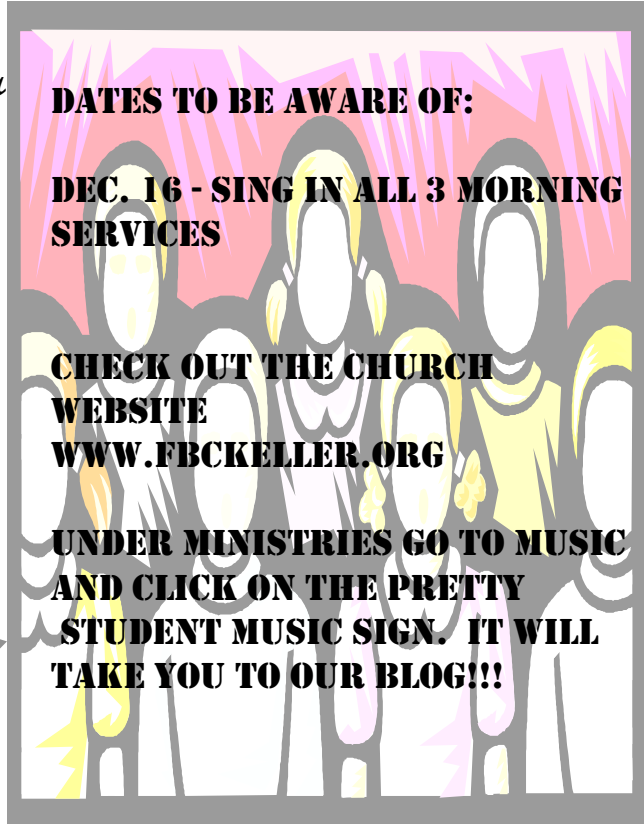 DATES TO BE AWARE OF:
DEC. 16 - SING IN ALL 3 MORNING
SERVICES
CHECK OUT THE CHURCH
WEBSITE
WWW.FBCKELLER.ORG
UNDER MINISTRIES GO TO MUSIC
AND CLICK ON THE PRETTY
STUDENT MUSIC SIGN.  IT WILL
TAKE YOU TO OUR BLOG!!!